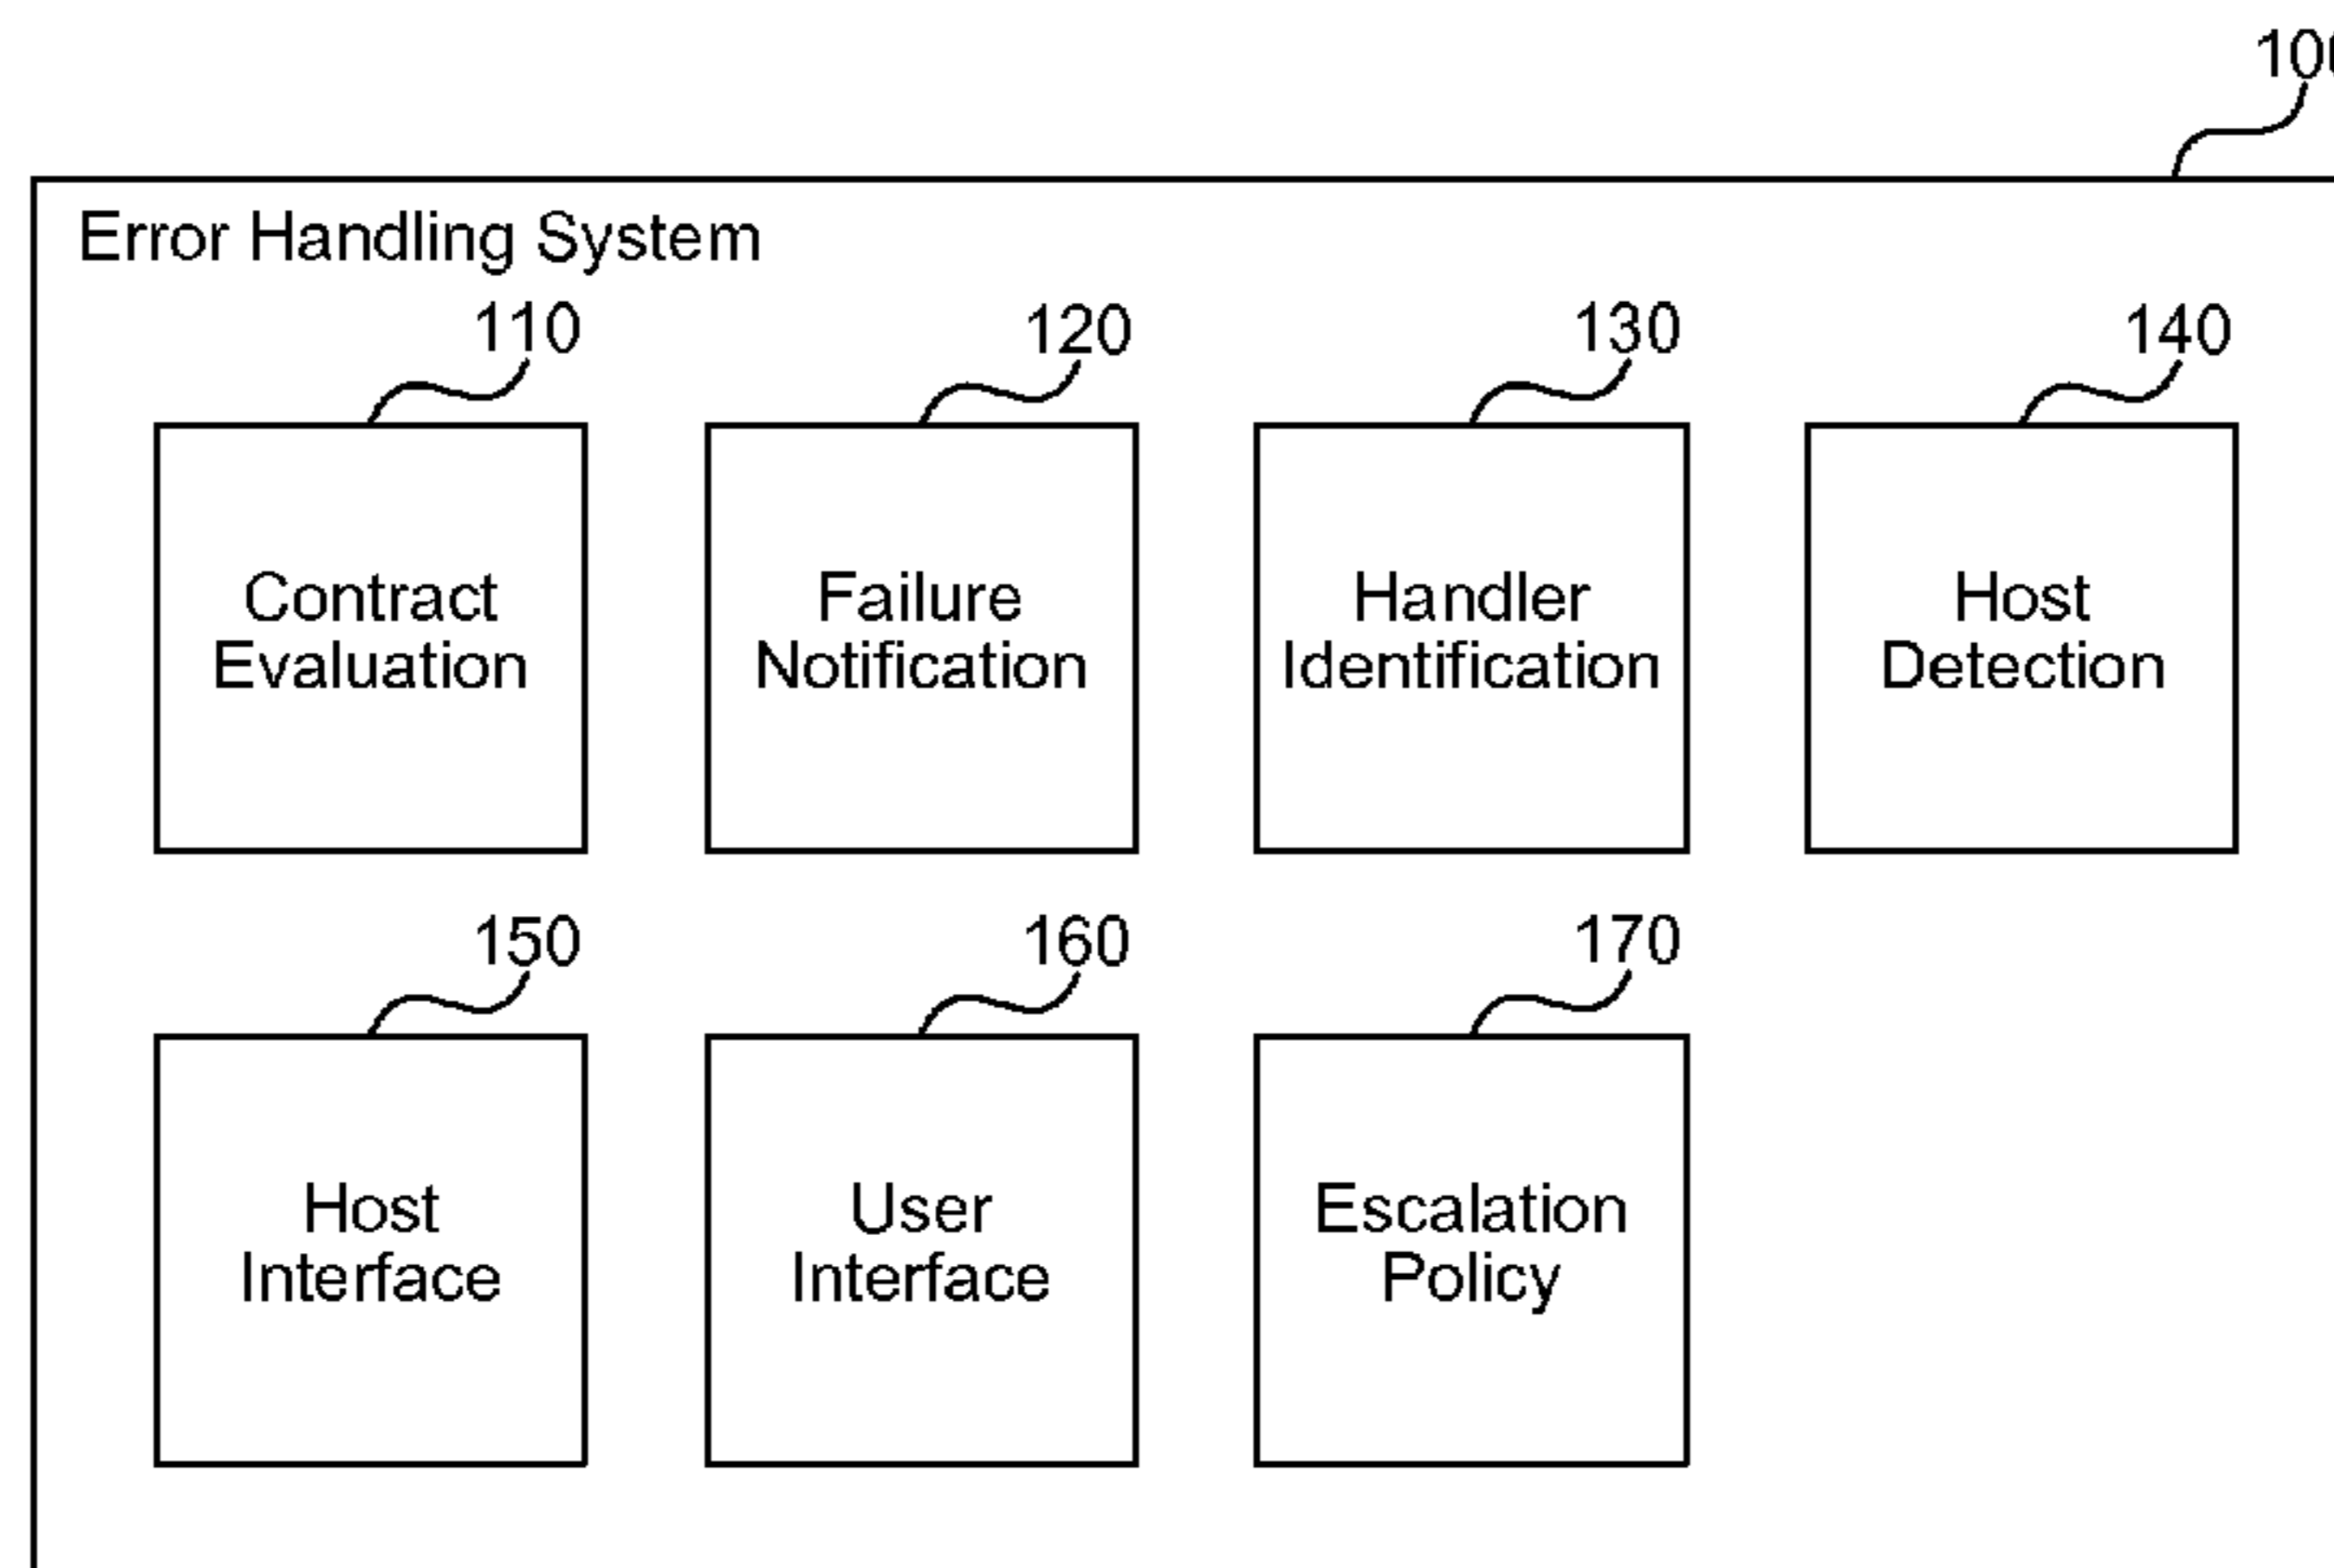 100
Error Handling System
110
120
130
140
Contract
Evaluation
Failure
Notification
Handler
Identification
Host
Detection
150
160
170
Host
Interface
User
Interface
Escalation
Policy